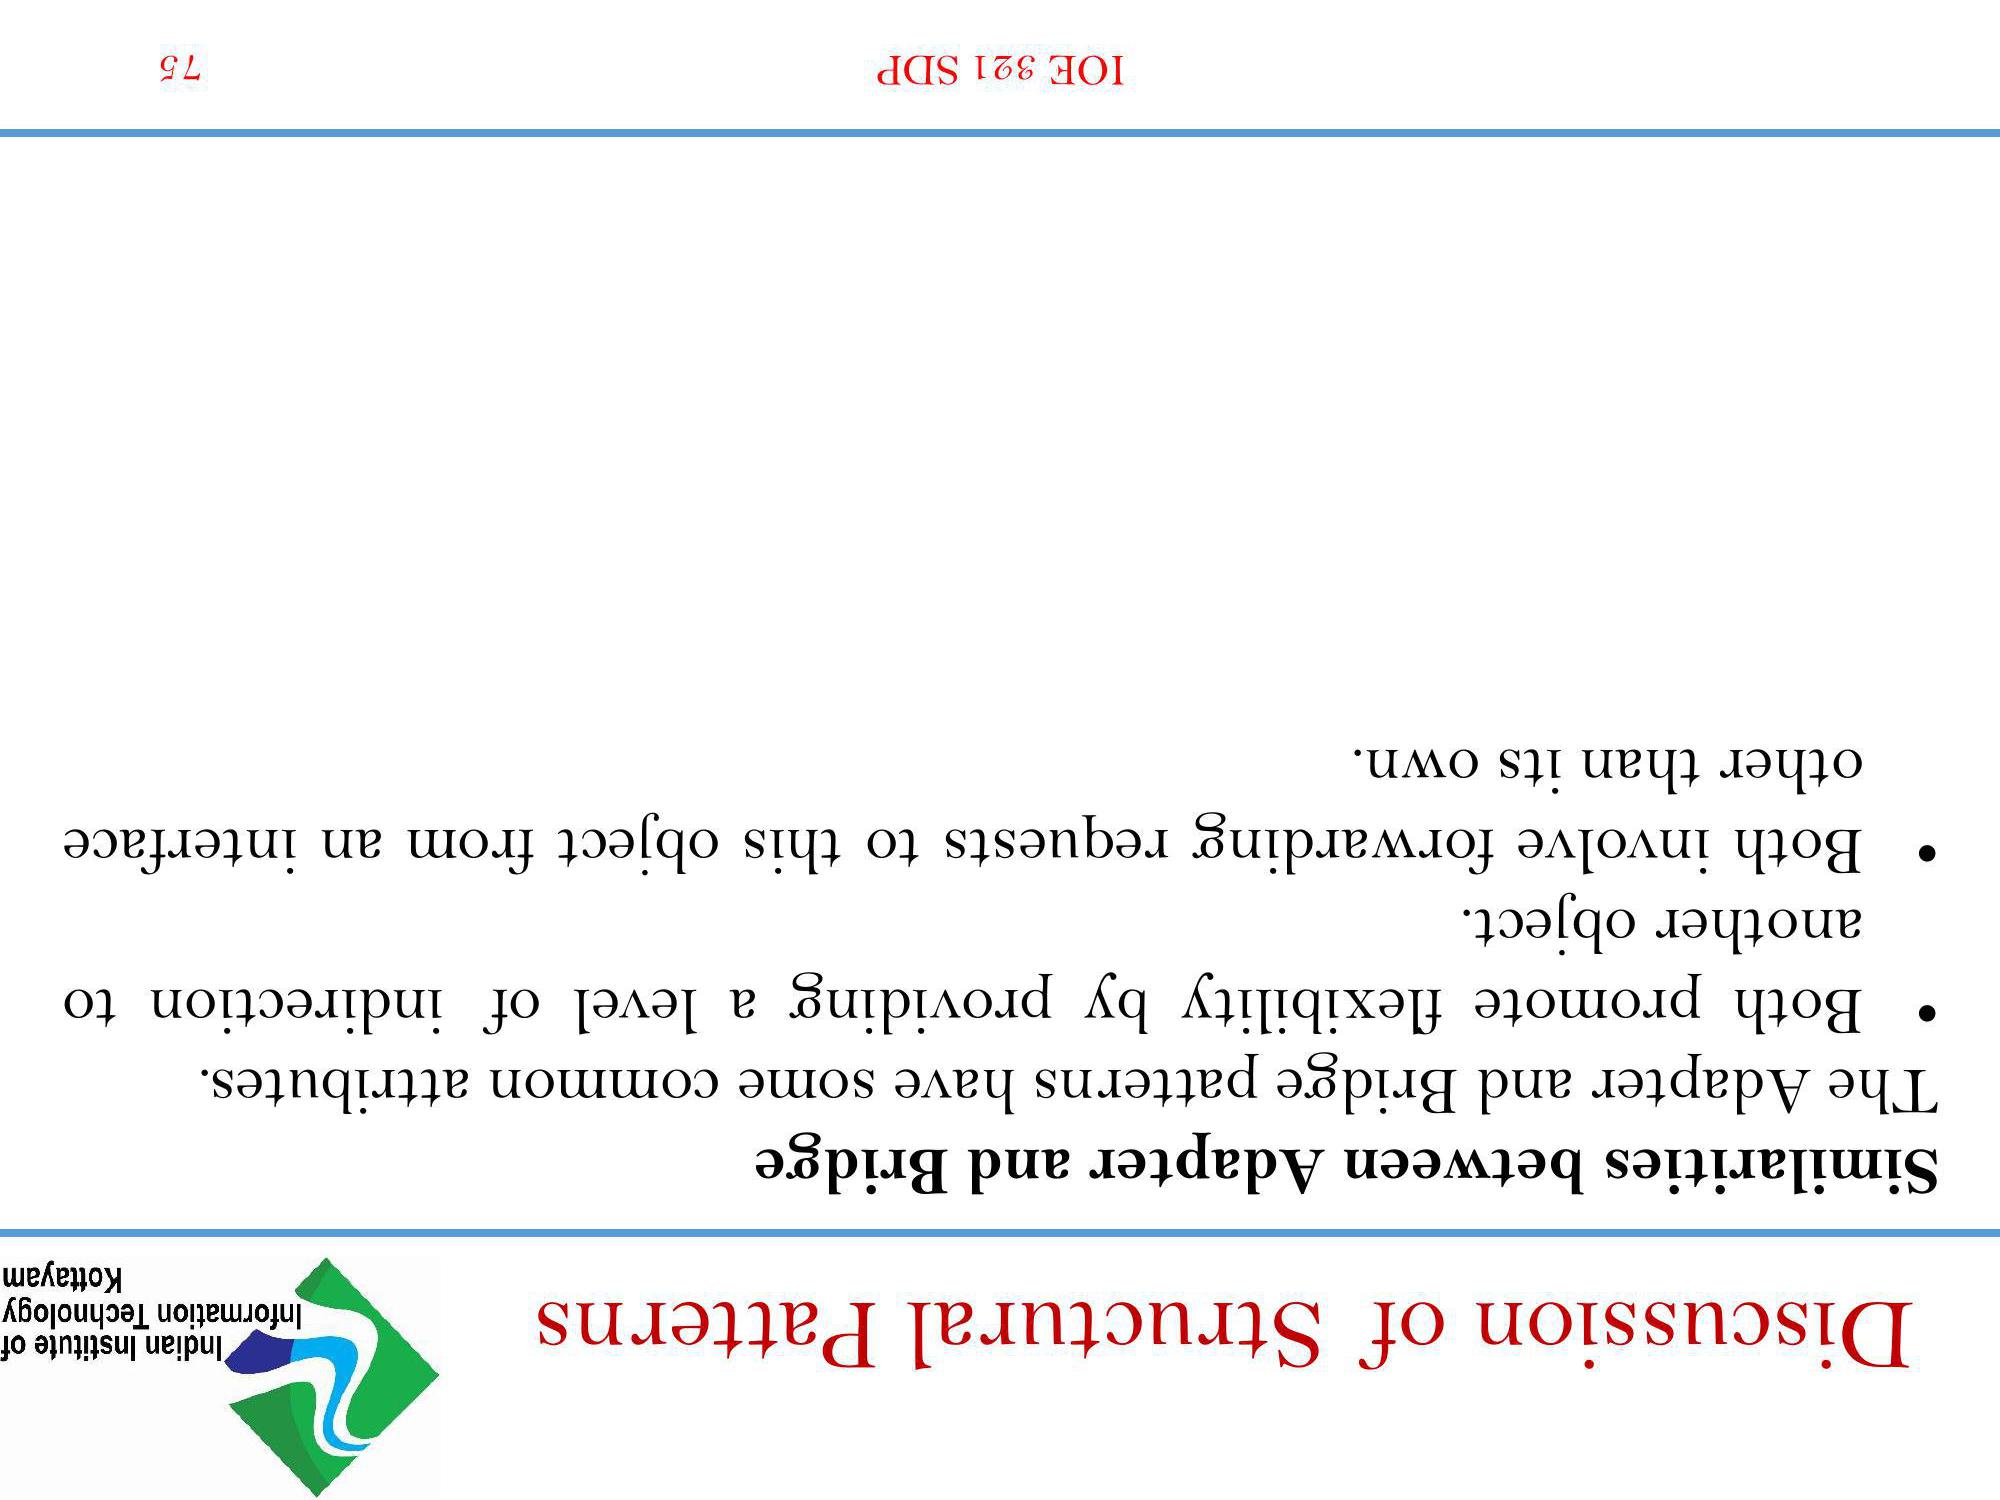 Discussion of Structural Patterns
Indian Institute of
Information Technology
Kottayam
Similarities between Adapter and Bridge
The Adapter and Bridge patterns have some common attributes.
• Both promote flexibility by providing a level of indirection to
another object.
• Both involve forwarding requests to this object from an interface
other than its own.
IOE 321 SDP
75